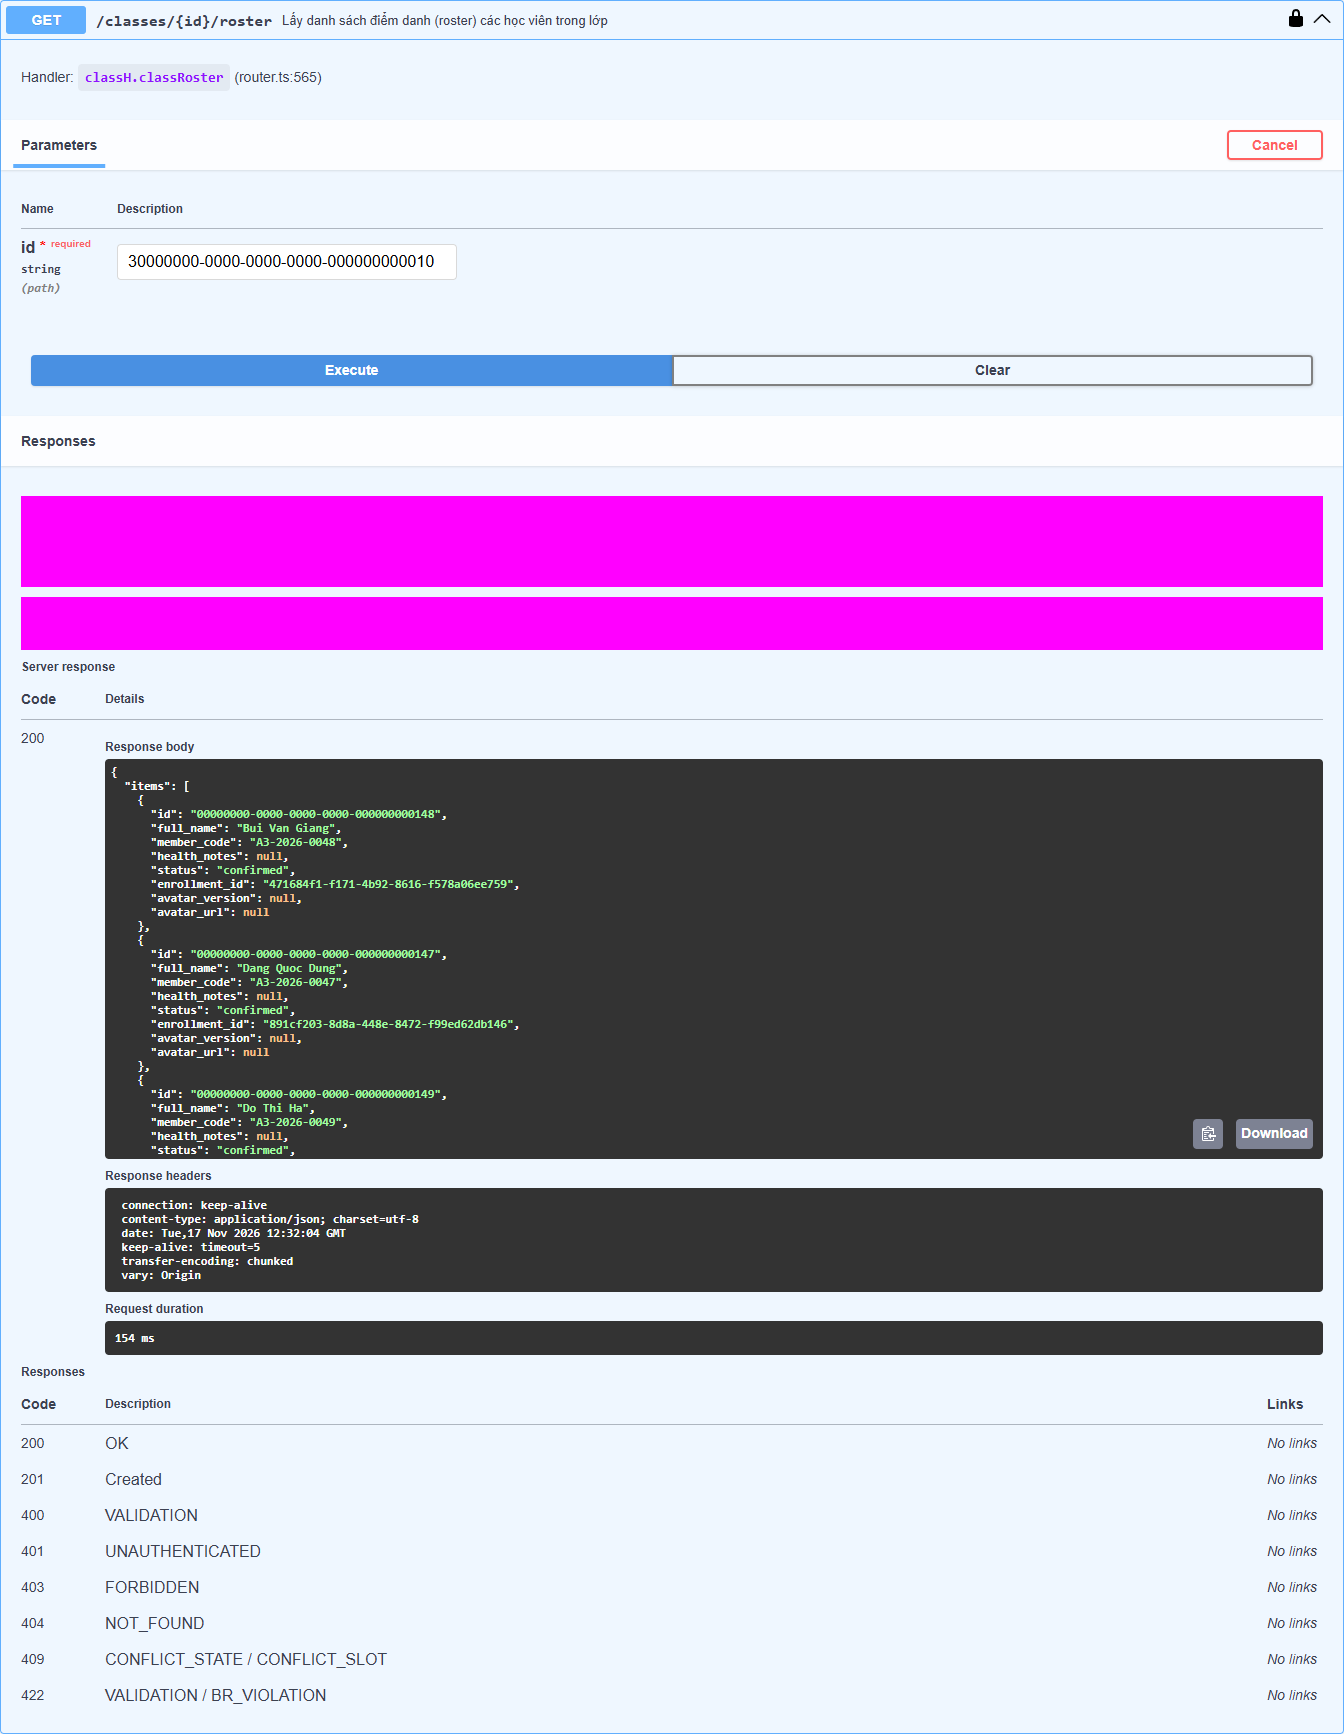 GET /classes/{id}/roster Lấy danh sách điểm danh (roster) các học viên trong lớp
Handler: classH.classRoster (router.ts:565)
Parameters
Cancel
Name Description
id * required
string
(path)
30000000-0000-0000-0000-000000000010
Execute Clear
Responses
Server response
Code Details
200
Response body
{
  "items": [
    {
      "id": "00000000-0000-0000-0000-000000000148",
      "full_name": "Bui Van Giang",
      "member_code": "A3-2026-0048",
      "health_notes": null,
      "status": "confirmed",
      "enrollment_id": "471684f1-f171-4b92-8616-f578a06ee759",
      "avatar_version": null,
      "avatar_url": null
    },
    {
      "id": "00000000-0000-0000-0000-000000000147",
      "full_name": "Dang Quoc Dung",
      "member_code": "A3-2026-0047",
      "health_notes": null,
      "status": "confirmed",
      "enrollment_id": "891cf203-8d8a-448e-8472-f99ed62db146",
      "avatar_version": null,
      "avatar_url": null
    },
    {
      "id": "00000000-0000-0000-0000-000000000149",
      "full_name": "Do Thi Ha",
      "member_code": "A3-2026-0049",
      "health_notes": null,
      "status": "confirmed",
Download
Response headers
connection: keep-alive
content-type: application/json; charset=utf-8
date: Tue,17 Nov 2026 12:32:04 GMT
keep-alive: timeout=5
transfer-encoding: chunked
vary: Origin
Request duration
154 ms
Responses
Code Description Links
200 OK No links
201 Created No links
400 VALIDATION No links
401 UNAUTHENTICATED No links
403 FORBIDDEN No links
404 NOT_FOUND No links
409 CONFLICT_STATE / CONFLICT_SLOT No links
422 VALIDATION / BR_VIOLATION No links